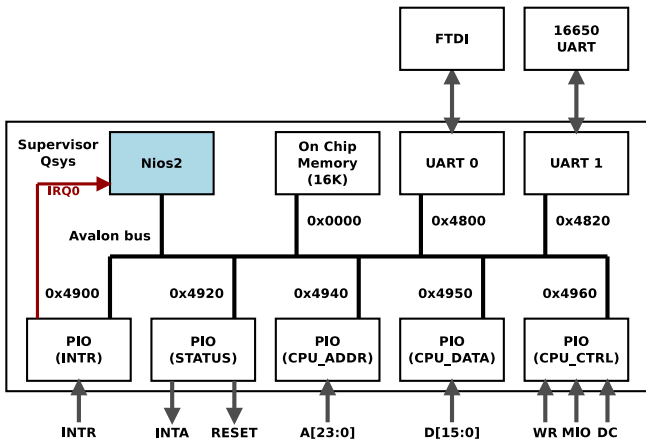 FTDI
16650
UART
Supervisor
Qsys
Nios2
On Chip
Memory
(16K)
UART 0
UART 1
IRQ0
Avalon bus
0x0000
0x4800
0x4820
0x4900
0x4920
0x4940
0x4950
0x4960
PIO
(INTR)
PIO
(STATUS)
PIO
(CPU_ADDR)
PIO
(CPU_DATA)
PIO
(CPU_CTRL)
INTR
INTA
RESET
A[23:0]
D[15:0]
WR MIO DC